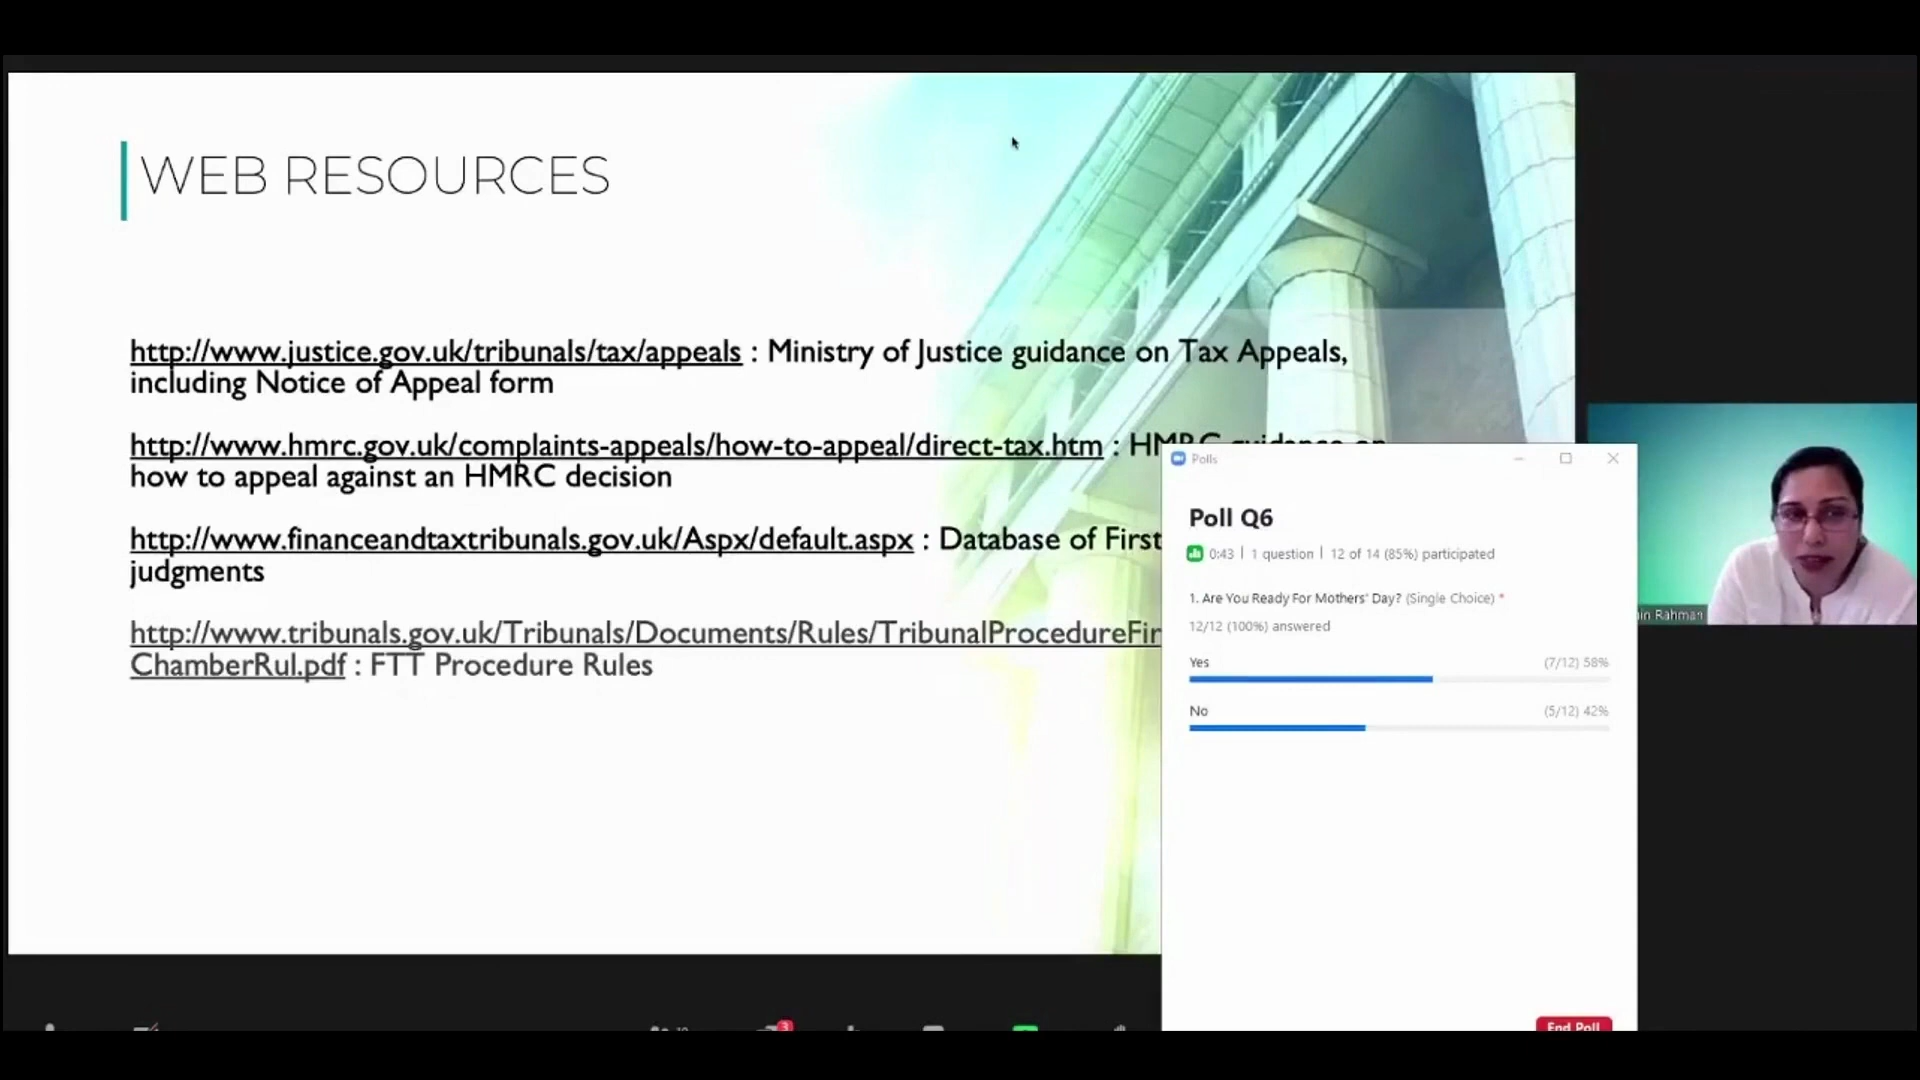 WEB RESOURCES
http://www.justice.gov.uk/tribunals/tax/appeals : Ministry of Justice guidance on Tax Appeals,
including Notice of Appeal form
http://www.hmrc.gov.uk/complaints-appeals/how-to-appeal/direct-tax.htm : HMRC guidance on
how to appeal against an HMRC decision
http://www.financeandtaxtribunals.gov.uk/Aspx/default.aspx : Database of First
judgments
http://www.tribunals.gov.uk/Tribunals/Documents/Rules/TribunalProcedureFir
ChamberRul.pdf : FTT Procedure Rules
Polls
Poll Q6
0:43 | 1 question | 12 of 14 (85%) participated
1. Are You Ready For Mothers' Day? (Single Choice) *
12/12 (100%) answered
Yes (7/12) 58%
No (5/12) 42%
End Poll
Rahman
3